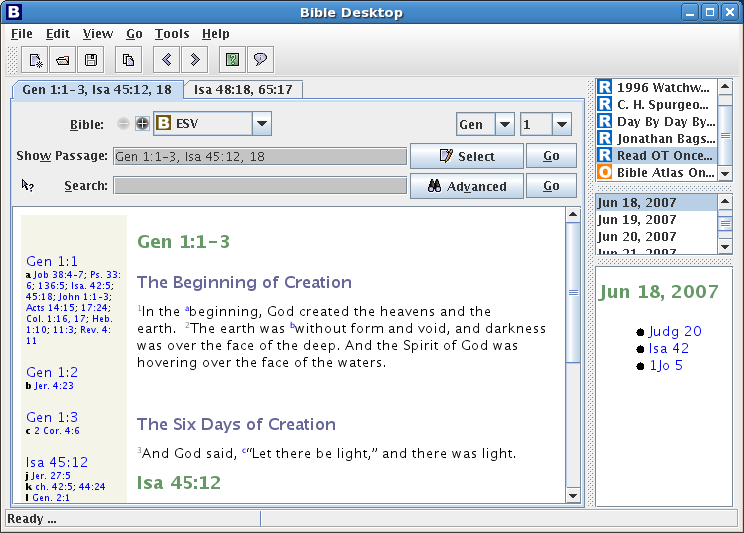 B Bible Desktop
File Edit View Go Tools Help
Gen 1:1-3, Isa 45:12, 18
Isa 48:18, 65:17
Bible: B ESV
Gen 1
Show Passage: Gen 1:1-3, Isa 45:12, 18 Select Go
Search: Advanced Go
Gen 1:1
a Job 38:4-7; Ps. 33:
6; 136:5; Isa. 42:5;
45:18; John 1:1-3;
Acts 14:15; 17:24;
Col. 1:16, 17; Heb.
1:10; 11:3; Rev. 4:
11
Gen 1:2
b Jer. 4:23
Gen 1:3
c 2 Cor. 4:6
Isa 45:12
j Jer. 27:5
k ch. 42:5; 44:24
l Gen. 2:1
Gen 1:1-3
The Beginning of Creation
1In the abeginning, God created the heavens and the
earth. 2The earth was bwithout form and void, and darkness
was over the face of the deep. And the Spirit of God was
hovering over the face of the waters.
The Six Days of Creation
3And God said, c“Let there be light,” and there was light.
Isa 45:12
R 1996 Watchw...
R C. H. Spurgeo...
R Day By Day By...
R Jonathan Bags...
R Read OT Once...
O Bible Atlas On...
Jun 18, 2007
Jun 19, 2007
Jun 20, 2007
Jun 21, 2007
Jun 18, 2007
Judg 20
Isa 42
1Jo 5
Ready ...